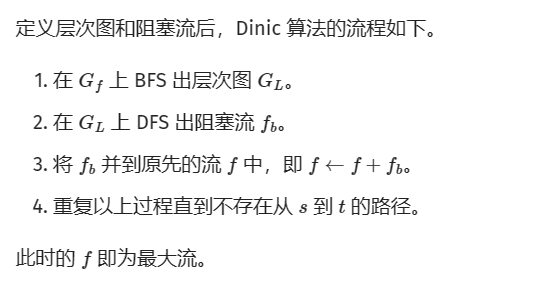 定义层次图和阻塞流后，Dinic 算法的流程如下。
1. 在 G_f 上 BFS 出层次图 G_L。
2. 在 G_L 上 DFS 出阻塞流 f_b。
3. 将 f_b 并到原先的流 f 中，即 f ← f + f_b。
4. 重复以上过程直到不存在从 s 到 t 的路径。
此时的 f 即为最大流。